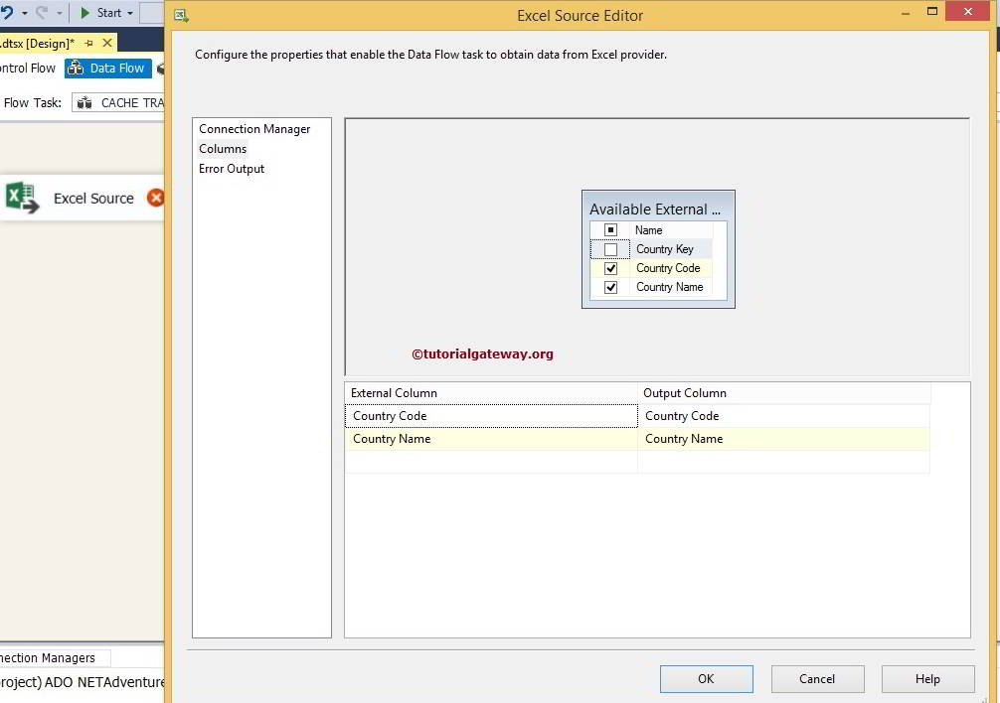 Start
Excel Source Editor
.dtsx [Design]*
Configure the properties that enable the Data Flow task to obtain data from Excel provider.
ntrol Flow
Data Flow
Flow Task:
CACHE TRA
Connection Manager
Columns
Error Output
Excel Source
Available External ...
Name
Country Key
Country Code
Country Name
©tutorialgateway.org
External Column
Output Column
Country Code
Country Code
Country Name
Country Name
nection Managers
roject) ADO NETAdventure
OK
Cancel
Help